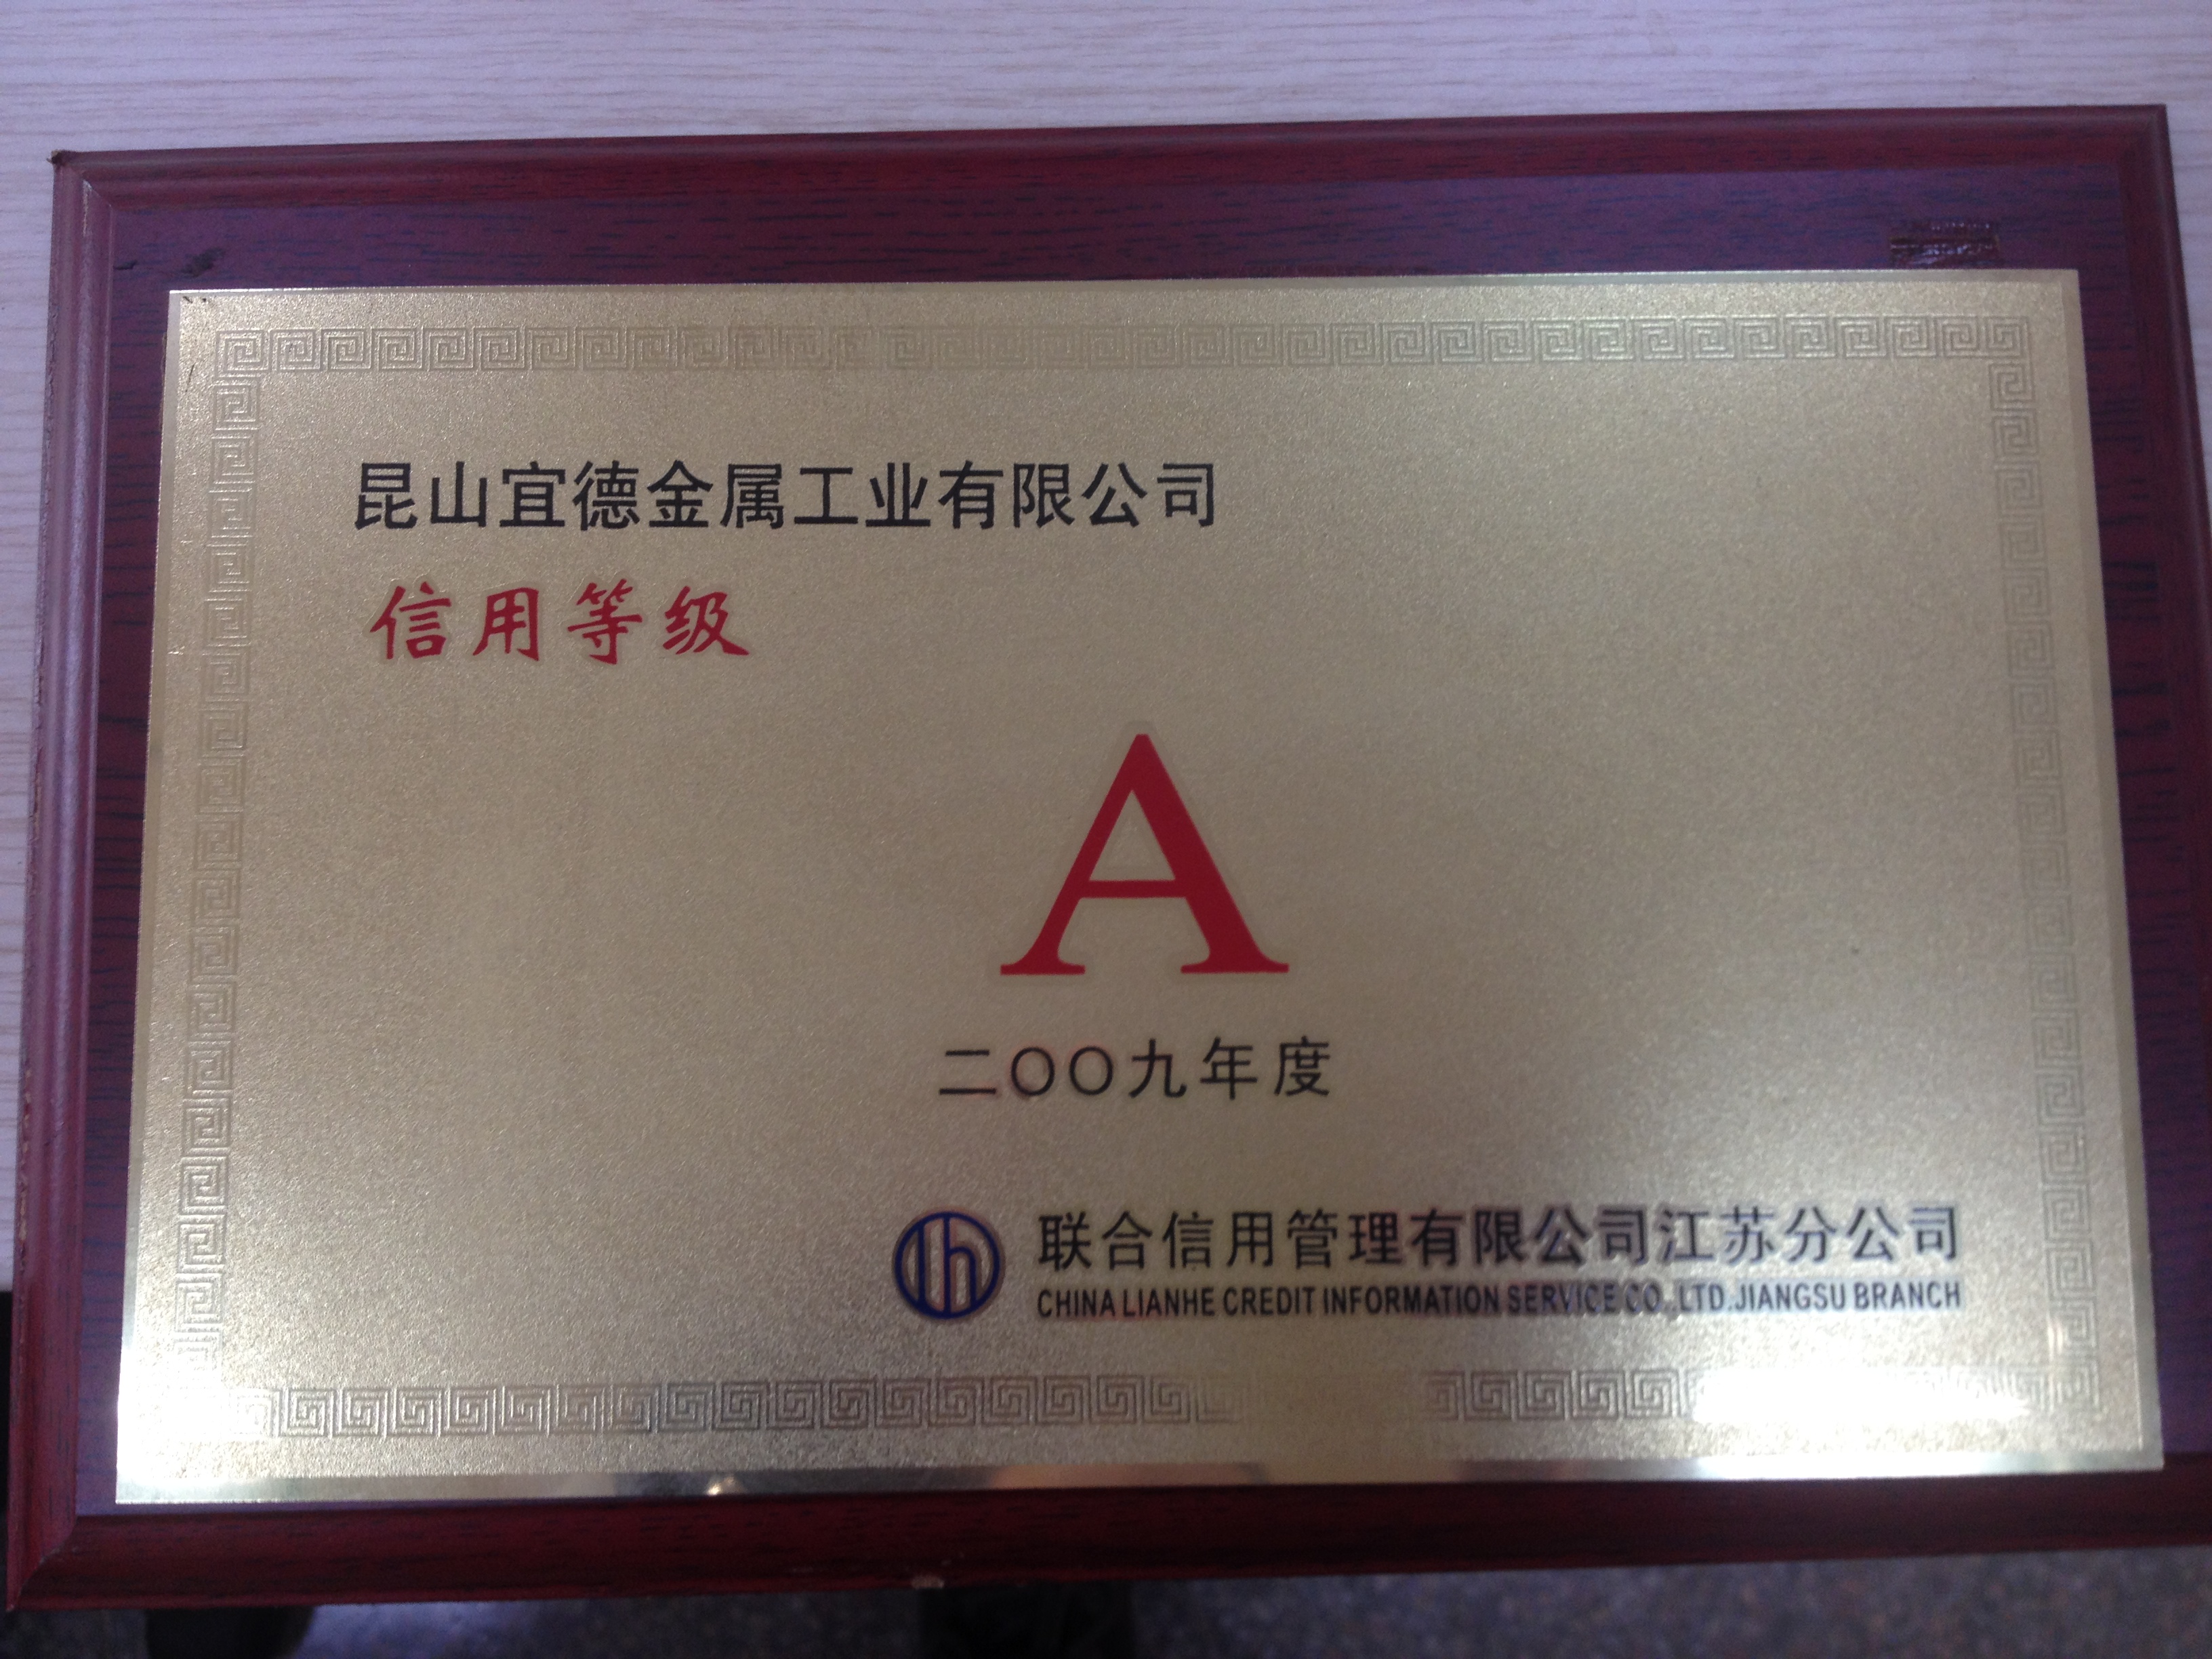 昆山宜德金属工业有限公司
信用等级
A
二〇〇九年度
联合信用管理有限公司江苏分公司
CHINA LIANHE CREDIT INFORMATION SERVICE CO.,LTD.JIANGSU BRANCH